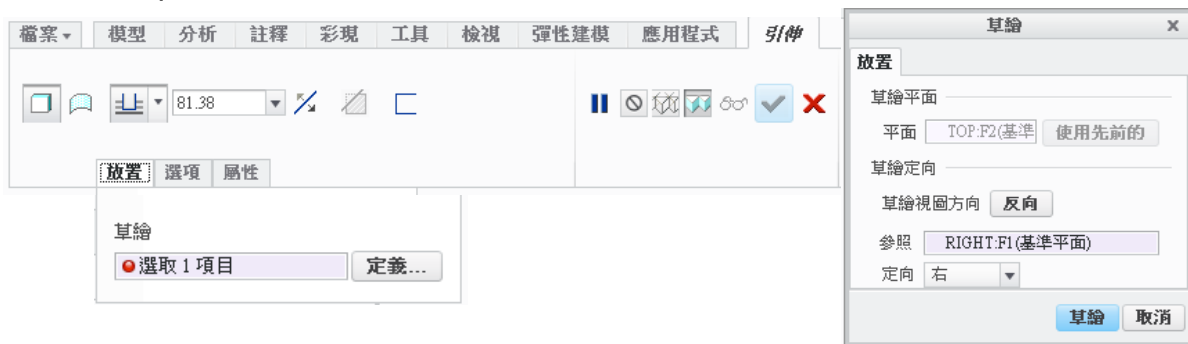 檔案 模型 分析 註釋 彩現 工具 檢視 彈性建模 應用程式 引伸
81.38
放置 選項 屬性
草繪
選取 1 項目 定義...
草繪 x
放置
草繪平面
平面 TOP:F2(基準 使用先前的
草繪定向
草繪視圖方向 反向
參照 RIGHT:F1(基準平面)
定向 右
草繪 取消